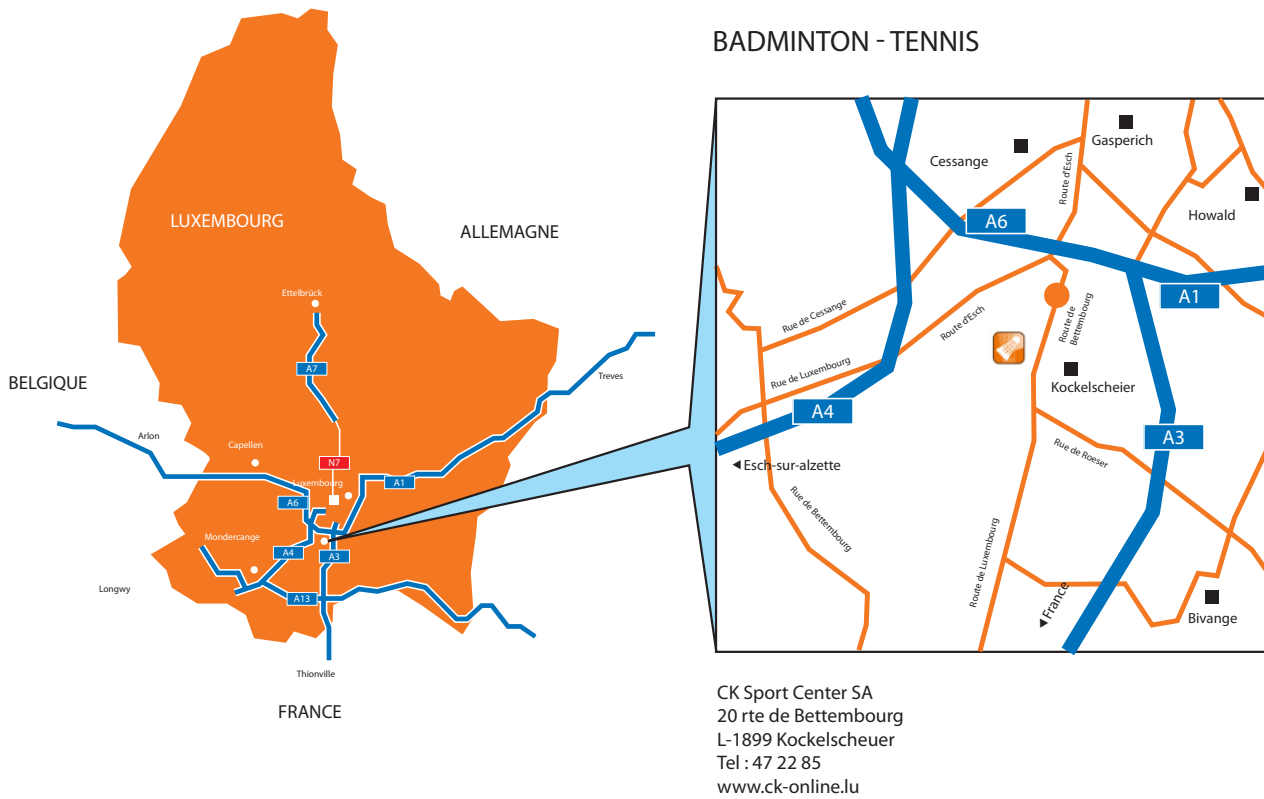 BADMINTON - TENNIS
LUXEMBOURG
ALLEMAGNE
BELGIQUE
FRANCE
Ettelbrück
A7
Treves
Arlon
Capellen
N7
Luxembourg
A1
A6
Mondercange
A4
A3
A13
Longwy
Thionville
Gasperich
Cessange
Route d'Esch
Howald
A6
A1
Rue de Cessange
Route d'Esch
Route de
Bettembourg
Rue de Luxembourg
Kockelscheier
A4
A3
Esch-sur-alzette
Rue de Roeser
Rue de Bettembourg
Route de Luxembourg
France
Bivange
CK Sport Center SA
20 rte de Bettembourg
L-1899 Kockelscheuer
Tel : 47 22 85
www.ck-online.lu